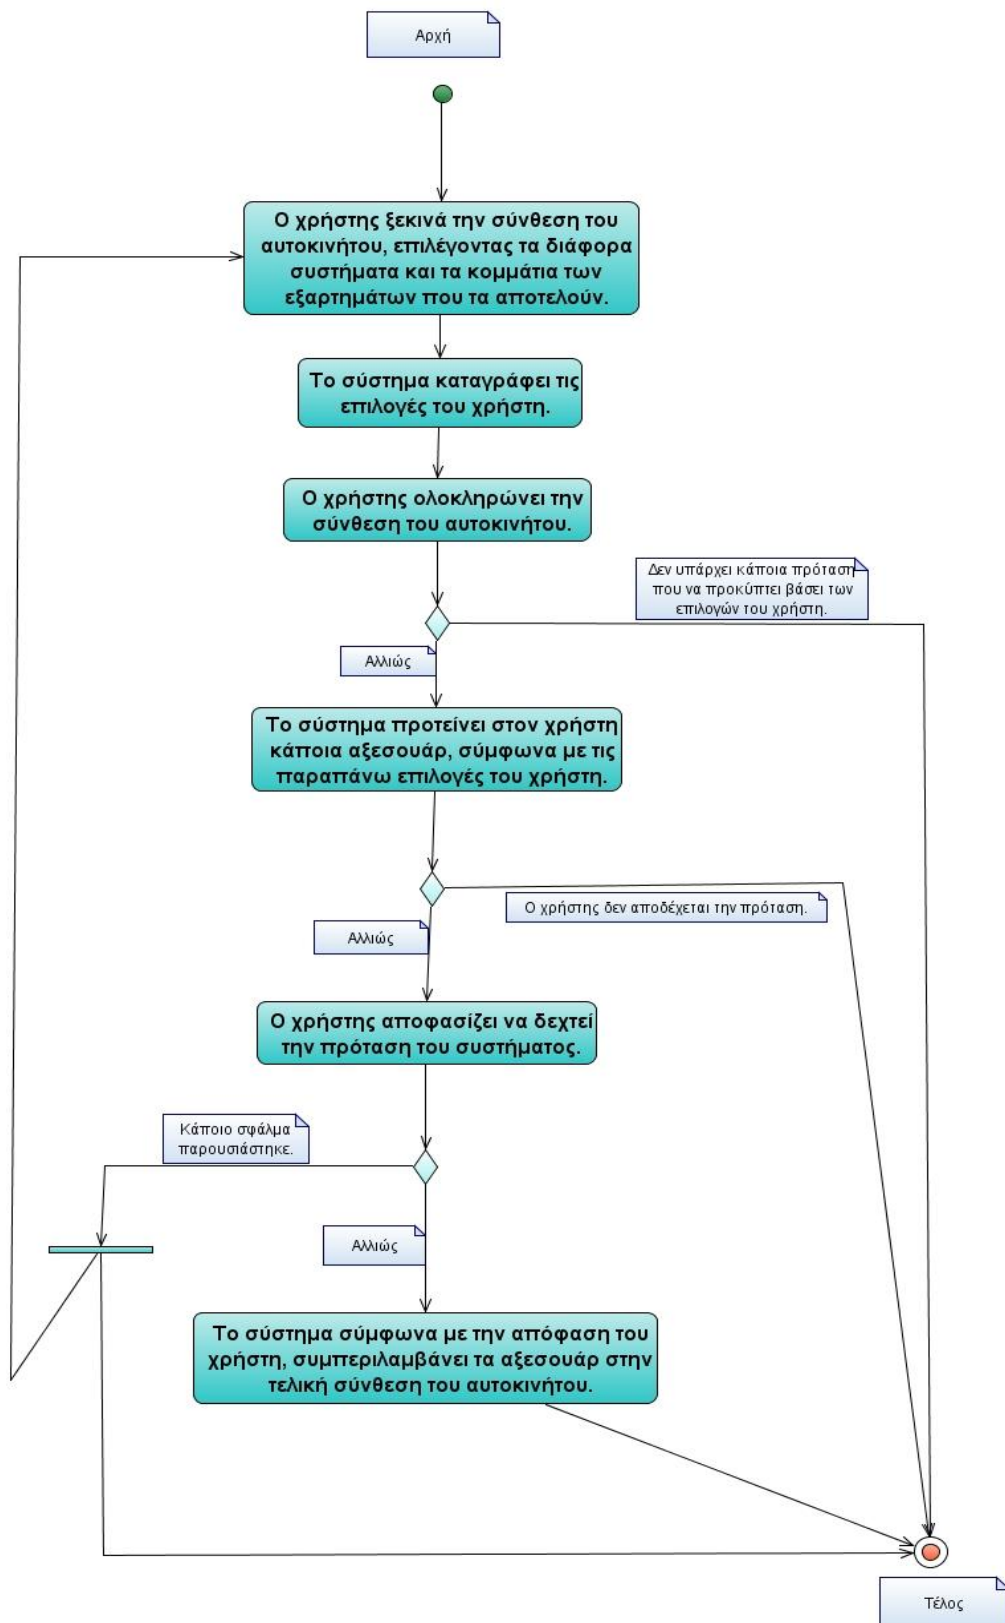 Αρχή
Ο χρήστης ξεκινά την σύνθεση του
αυτοκινήτου, επιλέγοντας τα διάφορα
συστήματα και τα κομμάτια των
εξαρτημάτων που τα αποτελούν.
Το σύστημα καταγράφει τις
επιλογές του χρήστη.
Ο χρήστης ολοκληρώνει την
σύνθεση του αυτοκινήτου.
Δεν υπάρχει κάποια πρόταση
που να προκύπτει βάσει των
επιλογών του χρήστη.
Αλλιώς
Το σύστημα προτείνει στον χρήστη
κάποια αξεσουάρ, σύμφωνα με τις
παραπάνω επιλογές του χρήστη.
Ο χρήστης δεν αποδέχεται την πρόταση.
Αλλιώς
Ο χρήστης αποφασίζει να δεχτεί
την πρόταση του συστήματος.
Κάποιο σφάλμα
παρουσιάστηκε.
Αλλιώς
Το σύστημα σύμφωνα με την απόφαση του
χρήστη, συμπεριλαμβάνει τα αξεσουάρ στην
τελική σύνθεση του αυτοκινήτου.
Τέλος